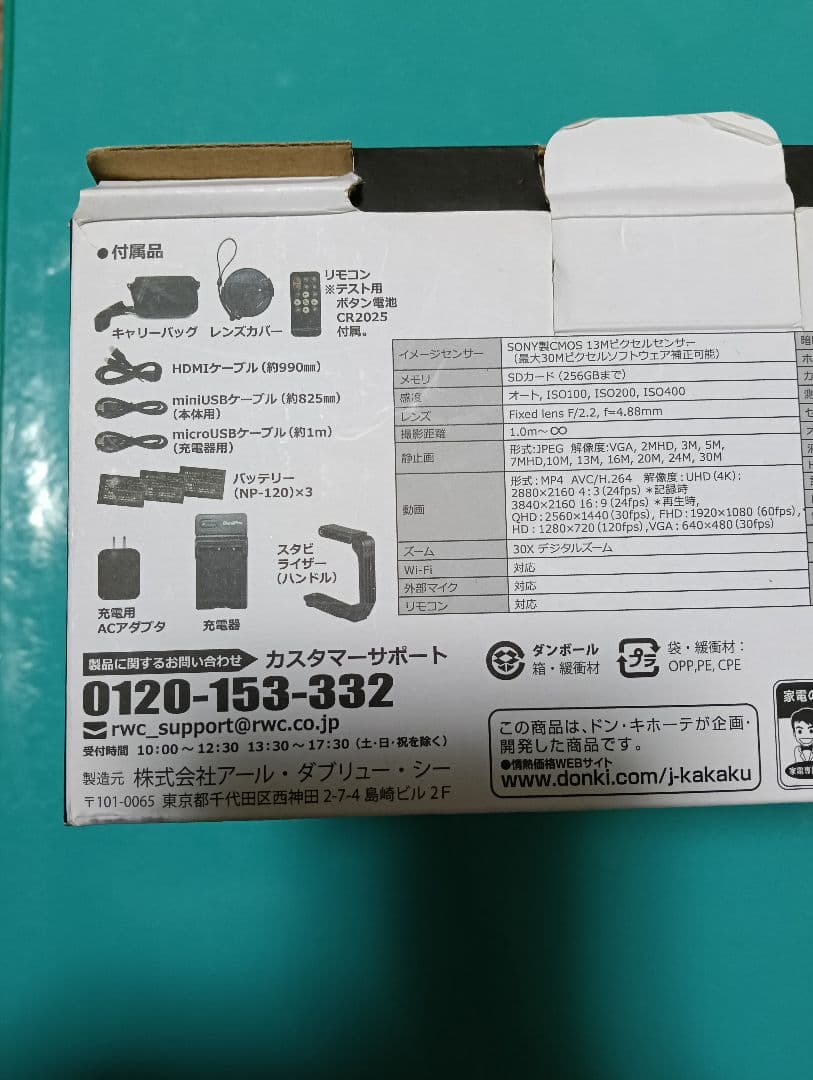 ●付属品
リモコン
※テスト用
ボタン電池
CR2025
付属。
キャリーバッグ レンズカバー
HDMIケーブル(約990㎜)
miniUSBケーブル(約825㎜)
(本体用)
microUSBケーブル(約1m)
(充電器用)
バッテリー
(NP-120)×3
スタビ
ライザー
(ハンドル)
充電用
ACアダプタ
充電器
イメージセンサー SONY製CMOS 13Mピクセルセンサー
(最大30Mピクセルソフトウェア補正可能)
メモリ SDカード(256GBまで)
感度 オート, ISO100, ISO200, ISO400
レンズ Fixed lens F/2.2, f=4.88mm
撮影距離 1.0m～∞
静止画 形式:JPEG 解像度:VGA, 2MHD, 3M, 5M,
7MHD,10M, 13M, 16M, 20M, 24M, 30M
動画 形式:MP4 AVC/H.264 解像度:UHD(4K):
2880×2160 4:3(24fps)*記録時
3840×2160 16:9(24fps)*再生時,
QHD:2560×1440(30fps), FHD:1920×1080(60fps),
HD:1280×720(120fps),VGA:640×480(30fps)
ズーム 30X デジタルズーム
Wi-Fi 対応
外部マイク 対応
リモコン 対応
製品に関するお問い合わせ カスタマーサポート
0120-153-332
rwc_support@rwc.co.jp
受付時間 10:00～12:30 13:30～17:30(土・日・祝を除く)
製造元 株式会社アール・ダブリュー・シー
〒101-0065 東京都千代田区西神田2-7-4 島崎ビル2F
ダンボール
箱・緩衝材
プラ
袋・緩衝材：
OPP,PE, CPE
この商品は、ドン・キホーテが企画・
開発した商品です。
●情熱価格WEBサイト
www.donki.com/j-kakaku
家電の